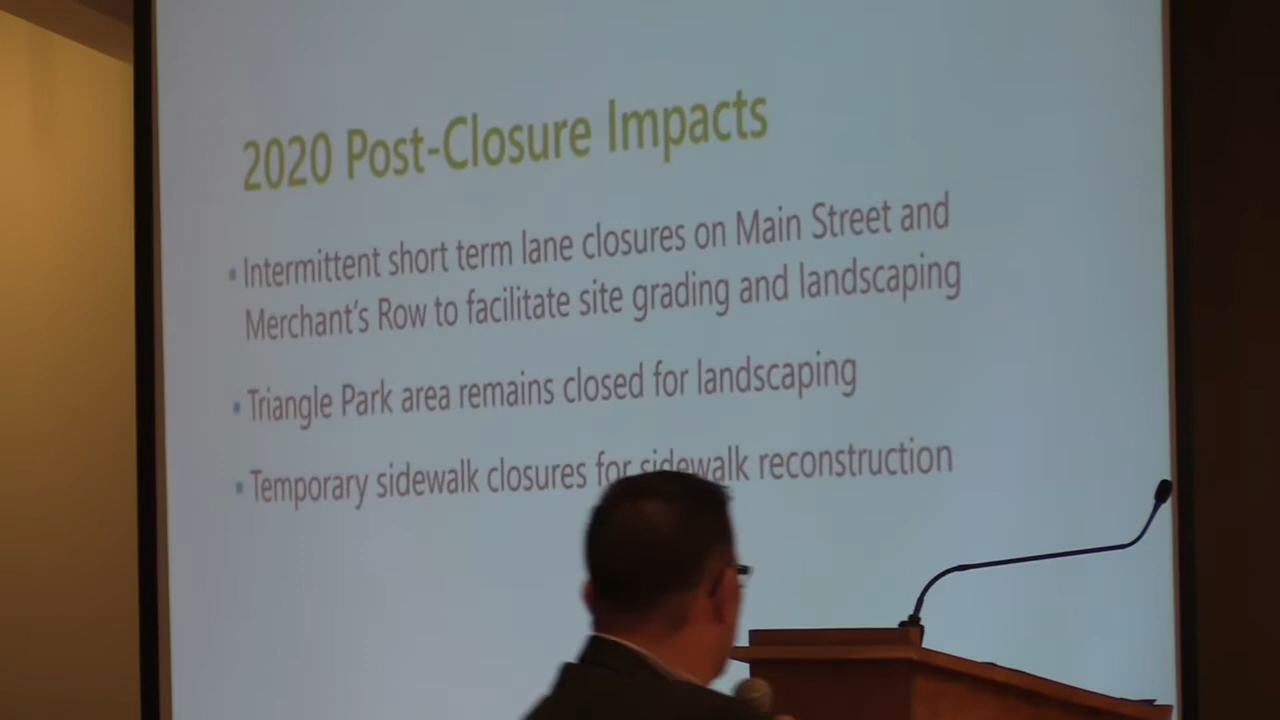 2020 Post-Closure Impacts
▪ Intermittent short term lane closures on Main Street and
Merchant's Row to facilitate site grading and landscaping
▪ Triangle Park area remains closed for landscaping
▪ Temporary sidewalk closures for sidewalk reconstruction